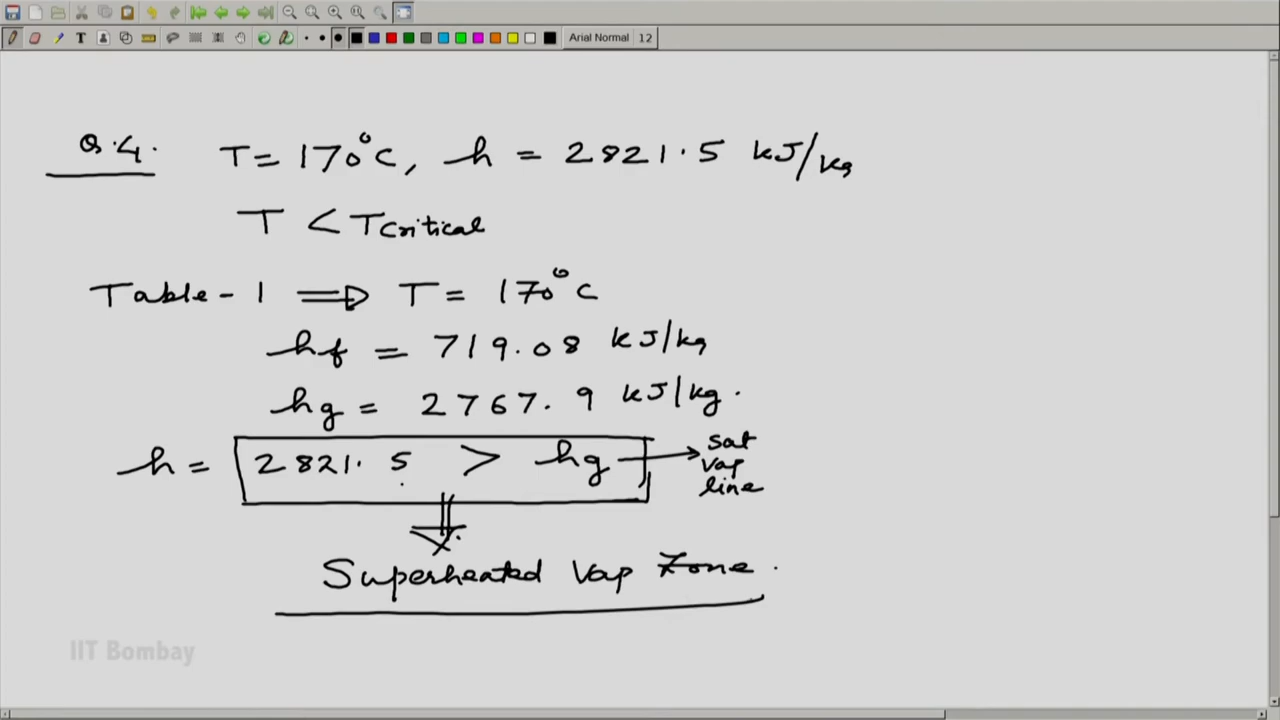 Arial Normal 12
Q.4. T = 170°C, h = 2821.5 kJ/kg
T < Tcritical
Table-1 ⇒ T = 170°C
hf = 719.08 kJ/kg
hg = 2767.9 kJ/kg.
h = 2821.5 > hg → sat
vap
line
Superheated Vap Zone.
IIT Bombay